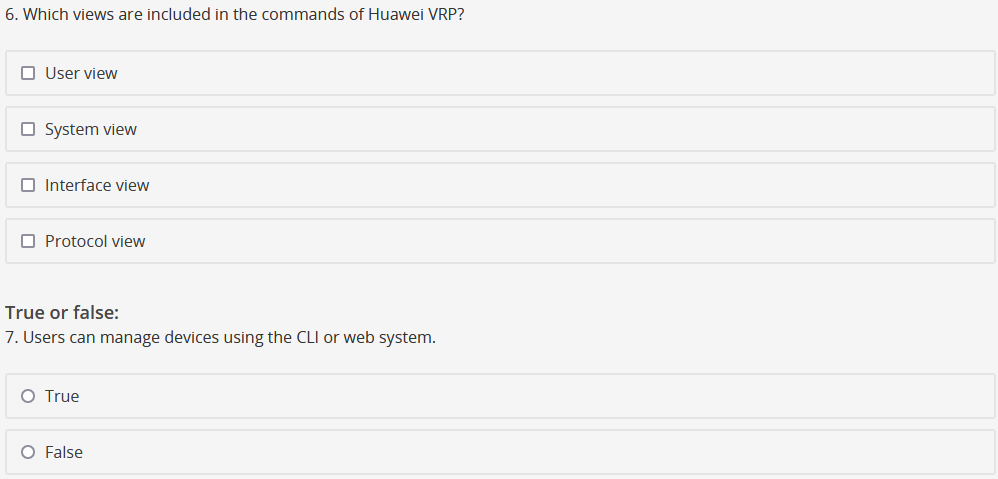 6. Which views are included in the commands of Huawei VRP?
User view
System view
Interface view
Protocol view
True or false:
7. Users can manage devices using the CLI or web system.
True
False